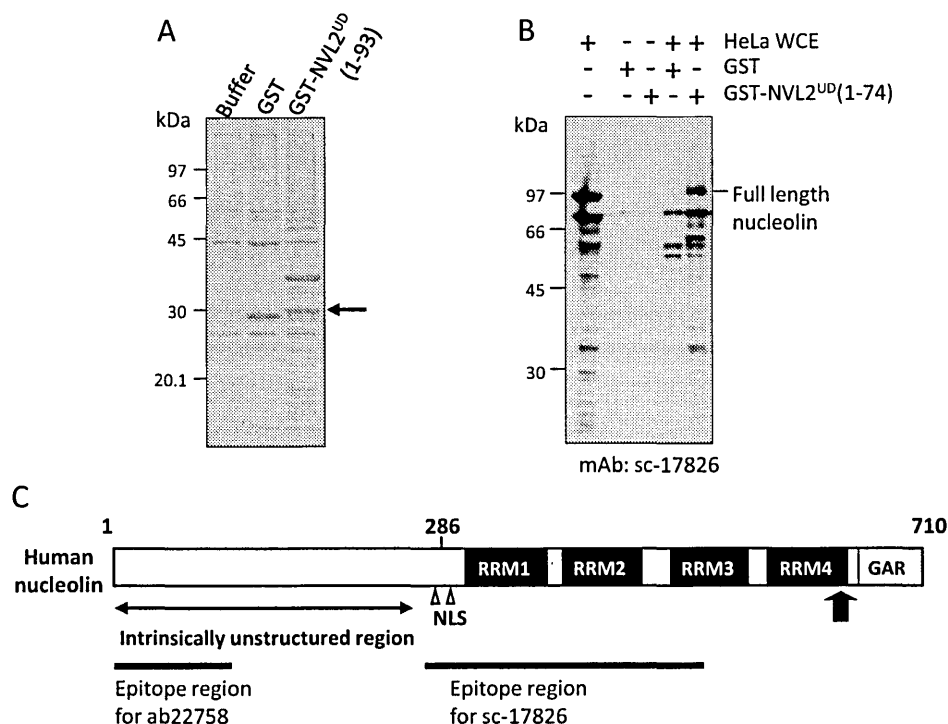 A
Buffer
GST
GST-NVL2UD
(1-93)
kDa
97
66
45
30
20.1
B
+ - - + + HeLa WCE
- + - + - GST
- - + - + GST-NVL2UD(1-74)
kDa
97
66
45
30
Full length
nucleolin
mAb: sc-17826
C
1 286 710
Human
nucleolin
RRM1 RRM2 RRM3 RRM4 GAR
NLS
Intrinsically unstructured region
Epitope region
for ab22758
Epitope region
for sc-17826